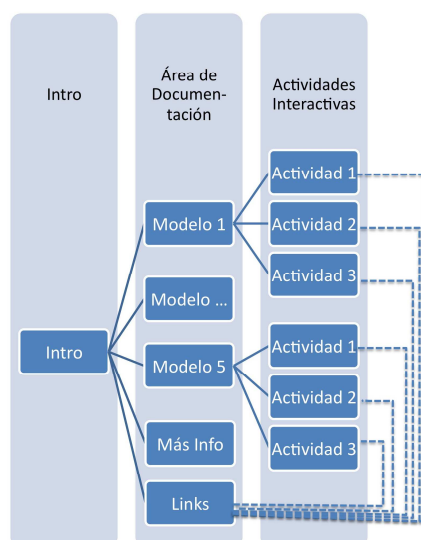 Intro
Área de
Documen-
tación
Actividades
Interactivas
Intro
Modelo 1
Modelo ...
Modelo 5
Más Info
Links
Actividad 1
Actividad 2
Actividad 3
Actividad 1
Actividad 2
Actividad 3